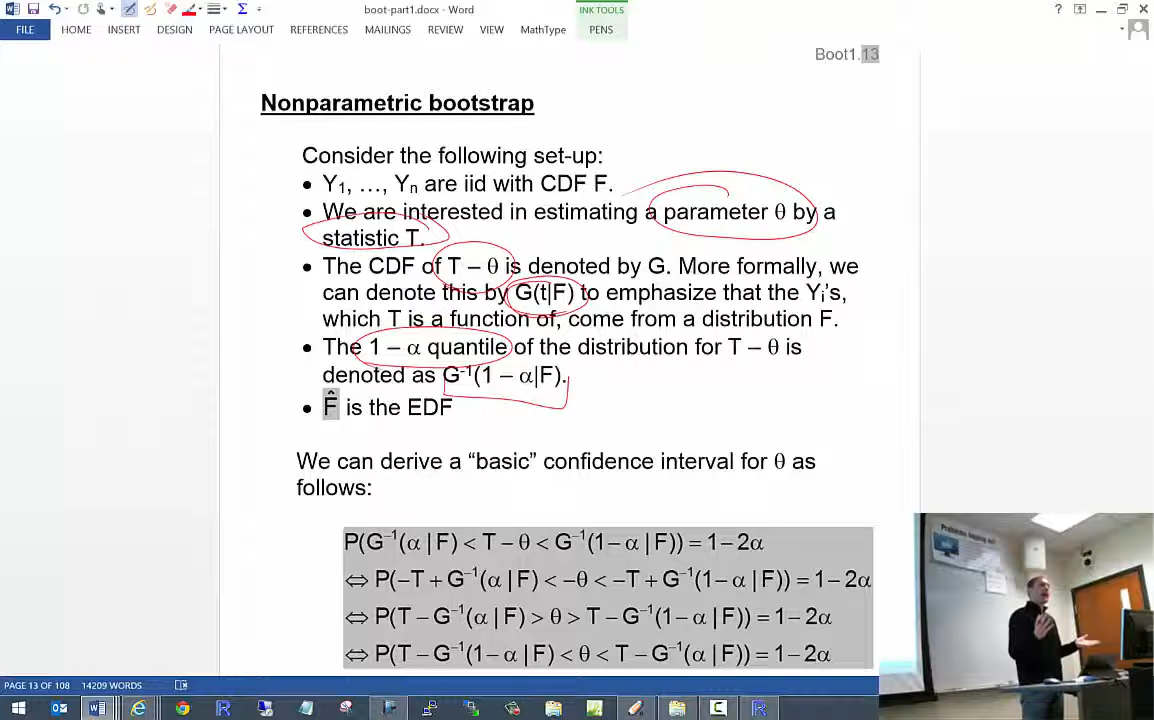 boot-part1.docx - Word
INK TOOLS
FILE HOME INSERT DESIGN PAGE LAYOUT REFERENCES MAILINGS REVIEW VIEW MathType PENS
Boot1.13
Nonparametric bootstrap
Consider the following set-up:
• Y₁, …, Yₙ are iid with CDF F.
• We are interested in estimating a parameter θ by a
statistic T.
• The CDF of T – θ is denoted by G. More formally, we
can denote this by G(t|F) to emphasize that the Yᵢ's,
which T is a function of, come from a distribution F.
• The 1 – α quantile of the distribution for T – θ is
denoted as G⁻¹(1 – α|F).
• F̂ is the EDF
We can derive a “basic” confidence interval for θ as
follows:
P(G⁻¹(α | F) < T − θ < G⁻¹(1 − α | F)) = 1 − 2α
⇔ P(−T + G⁻¹(α | F) < −θ < −T + G⁻¹(1 − α | F)) = 1 − 2α
⇔ P(T − G⁻¹(α | F) > θ > T − G⁻¹(1 − α | F)) = 1 − 2α
⇔ P(T − G⁻¹(1 − α | F) < θ < T − G⁻¹(α | F)) = 1 − 2α
PAGE 13 OF 108 14209 WORDS